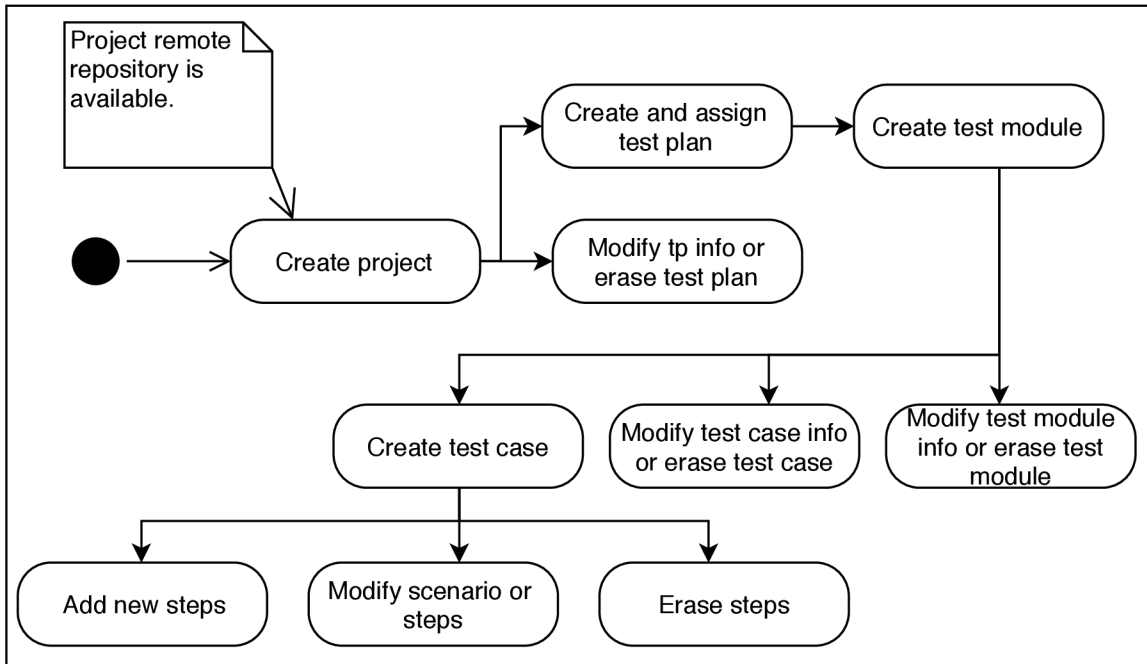 Project remote
repository is
available.
Create and assign
test plan
Create test module
Create project
Modify tp info or
erase test plan
Create test case
Modify test case info
or erase test case
Modify test module
info or erase test
module
Add new steps
Modify scenario or
steps
Erase steps